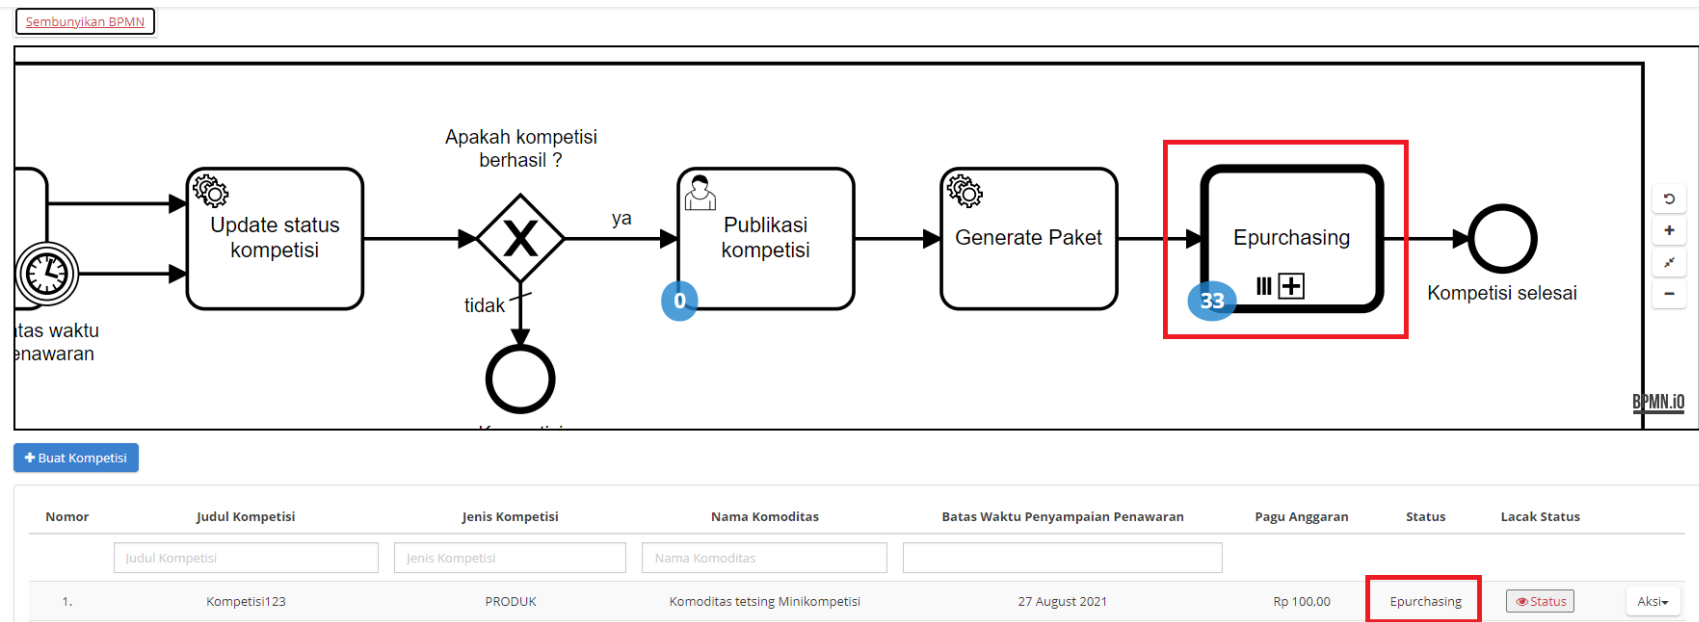 Sembunyikan BPMN
Apakah kompetisi
berhasil ?
Update status
kompetisi
ya
tidak
Publikasi
kompetisi
0
Generate Paket
Epurchasing
33
Kompetisi selesai
waktu
BPMN.iO
Buat Kompetisi
Nomor Judul Kompetisi Jenis Kompetisi Nama Komoditas Batas Waktu Penyampaian Penawaran Pagu Anggaran Status Lacak Status
Judul Kompetisi Jenis Kompetisi Nama Komoditas
1. Kompetisi123 PRODUK Komoditas tetsing Minikompetisi 27 August 2021 Rp 100,00 Epurchasing Status Aksi